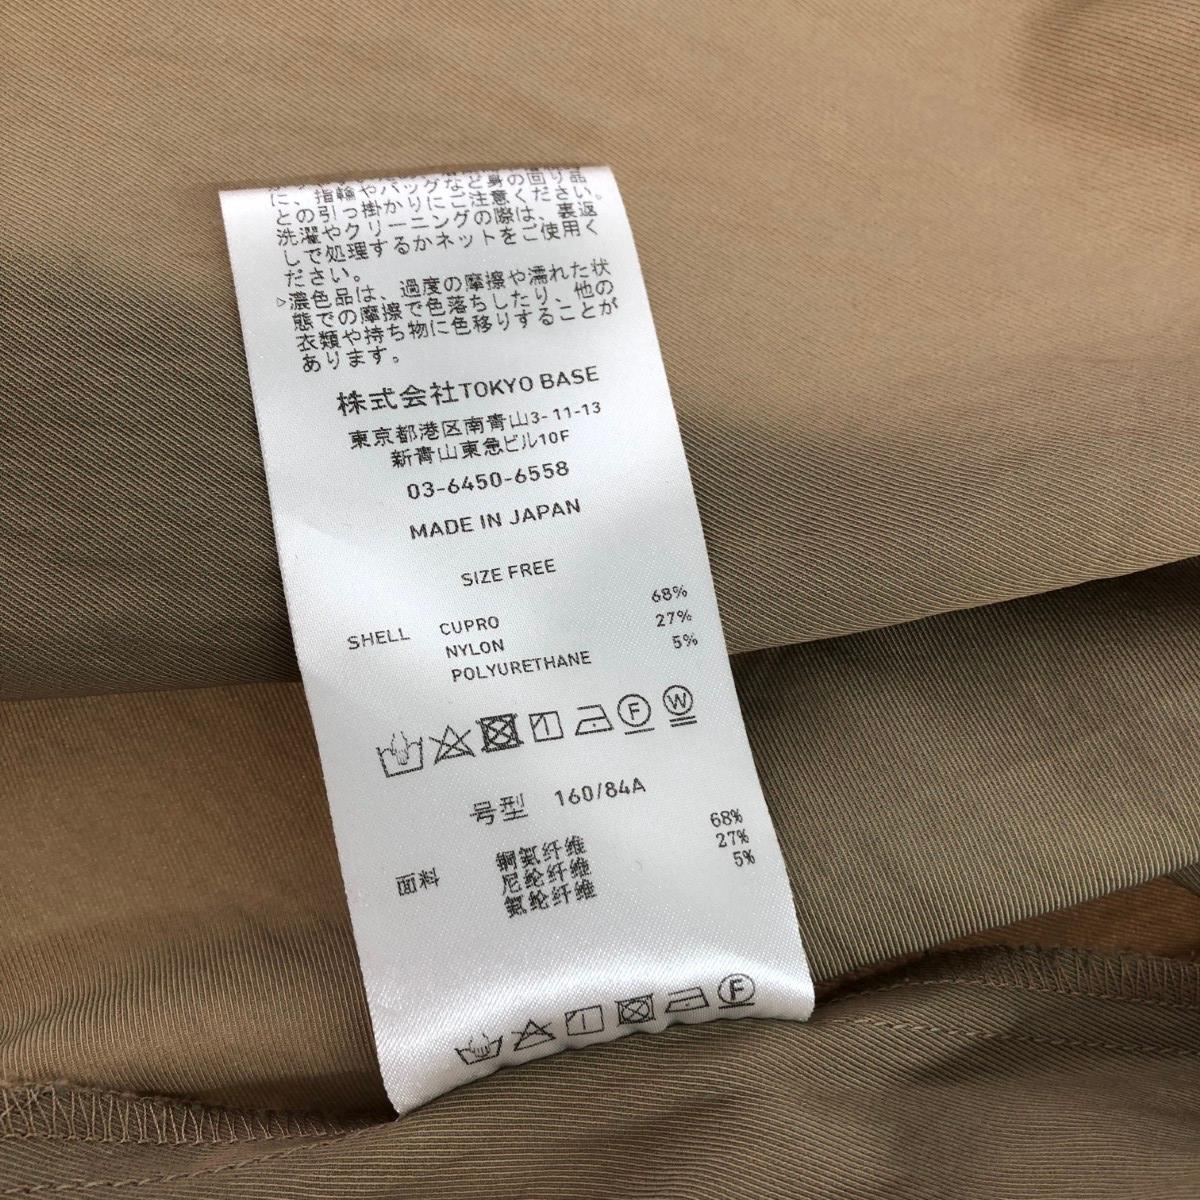 に、指輪やバッグなど身の回り品
との引っ掛かりにご注意ください。
洗濯やクリーニングの際は、裏返
しで処理するかネットをご使用く
ださい。
▷濃色品は、過度の摩擦や濡れた状
態での摩擦で色落ちしたり、他の
衣類や持ち物に色移りすることが
あります。
株式会社TOKYO BASE
東京都港区南青山3-11-13
新青山東急ビル10F
03-6450-6558
MADE IN JAPAN
SIZE FREE
SHELL CUPRO 68%
NYLON 27%
POLYURETHANE 5%
F W
号型 160/84A
面料 铜氨纤维 68%
尼纶纤维 27%
氨纶纤维 5%
F